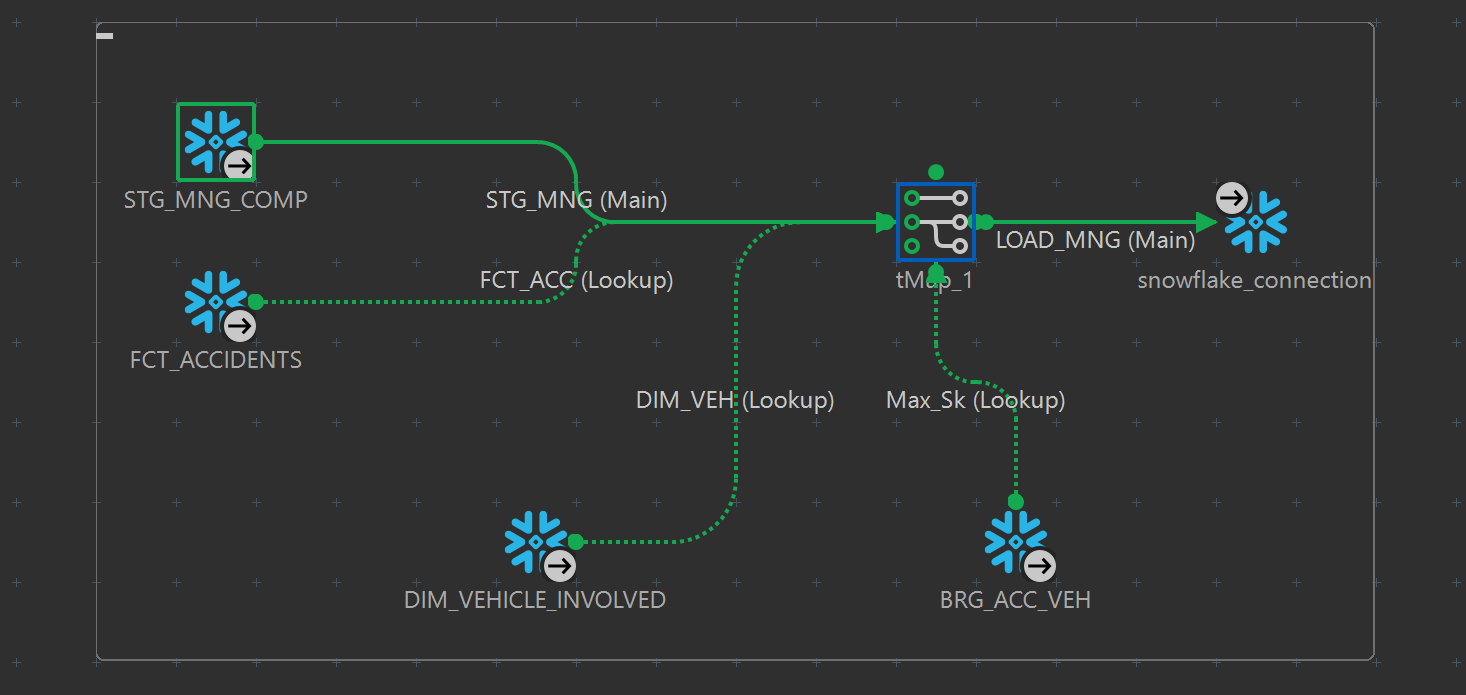 STG_MNG_COMP
STG_MNG (Main)
LOAD_MNG (Main)
FCT_ACC (Lookup)
tMap_1
snowflake_connection
FCT_ACCIDENTS
DIM_VEH (Lookup)
Max_Sk (Lookup)
DIM_VEHICLE_INVOLVED
BRG_ACC_VEH